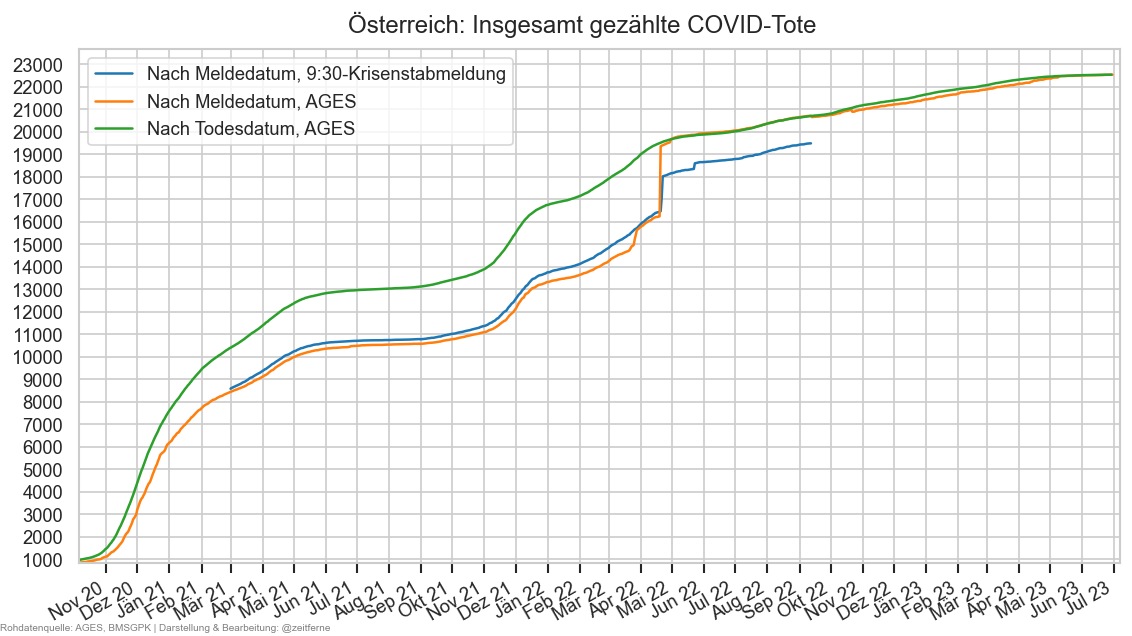 Österreich: Insgesamt gezählte COVID-Tote
Nach Meldedatum, 9:30-Krisenstabmeldung
Nach Meldedatum, AGES
Nach Todesdatum, AGES
23000
22000
21000
20000
19000
18000
17000
16000
15000
14000
13000
12000
11000
10000
9000
8000
7000
6000
5000
4000
3000
2000
1000
Nov 20
Dez 20
Jän 21
Feb 21
Mär 21
Apr 21
Mai 21
Jun 21
Jul 21
Aug 21
Sep 21
Okt 21
Nov 21
Dez 21
Jän 22
Feb 22
Mär 22
Apr 22
Mai 22
Jun 22
Jul 22
Aug 22
Sep 22
Okt 22
Nov 22
Dez 22
Jän 23
Feb 23
Mär 23
Apr 23
Mai 23
Jun 23
Jul 23
Rohdatenquelle: AGES, BMSGPK | Darstellung & Bearbeitung: @zeitferne